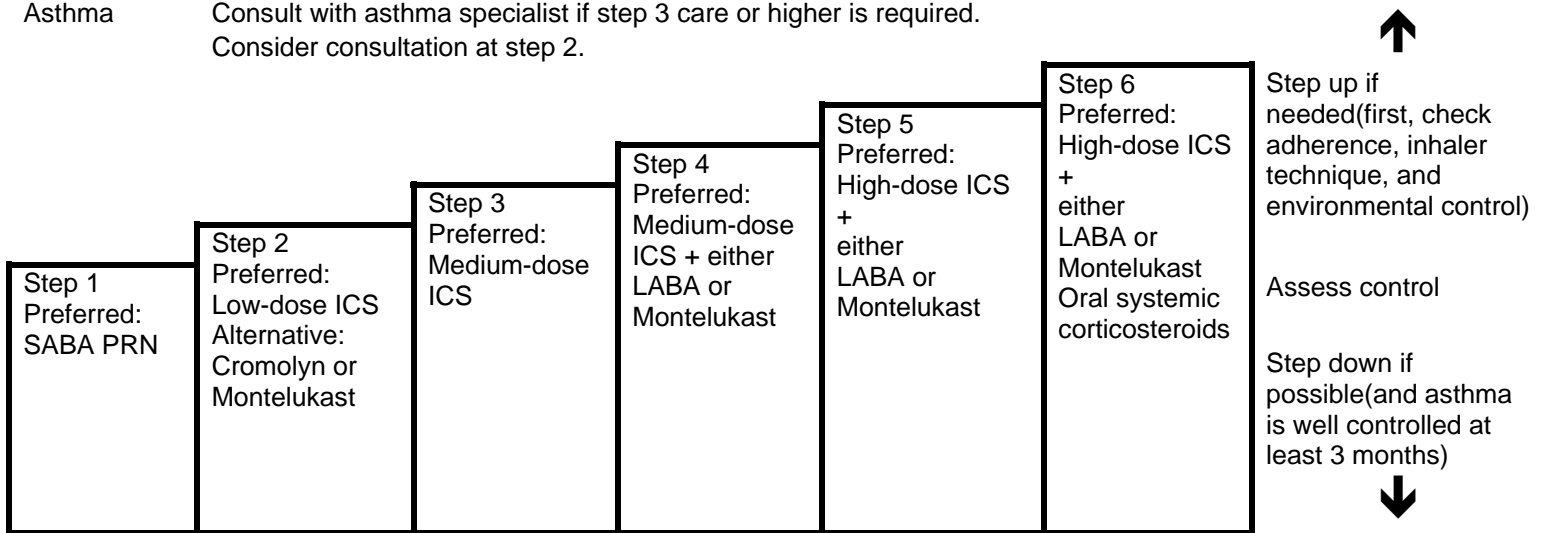 Asthma Consult with asthma specialist if step 3 care or higher is required.
Consider consultation at step 2.
Step 1
Preferred:
SABA PRN
Step 2
Preferred:
Low-dose ICS
Alternative:
Cromolyn or
Montelukast
Step 3
Preferred:
Medium-dose
ICS
Step 4
Preferred:
Medium-dose
ICS + either
LABA or
Montelukast
Step 5
Preferred:
High-dose ICS
+
either
LABA or
Montelukast
Step 6
Preferred:
High-dose ICS
+
either
LABA or
Montelukast
Oral systemic
corticosteroids
Step up if
needed(first, check
adherence, inhaler
technique, and
environmental control)
Assess control
Step down if
possible(and asthma
is well controlled at
least 3 months)